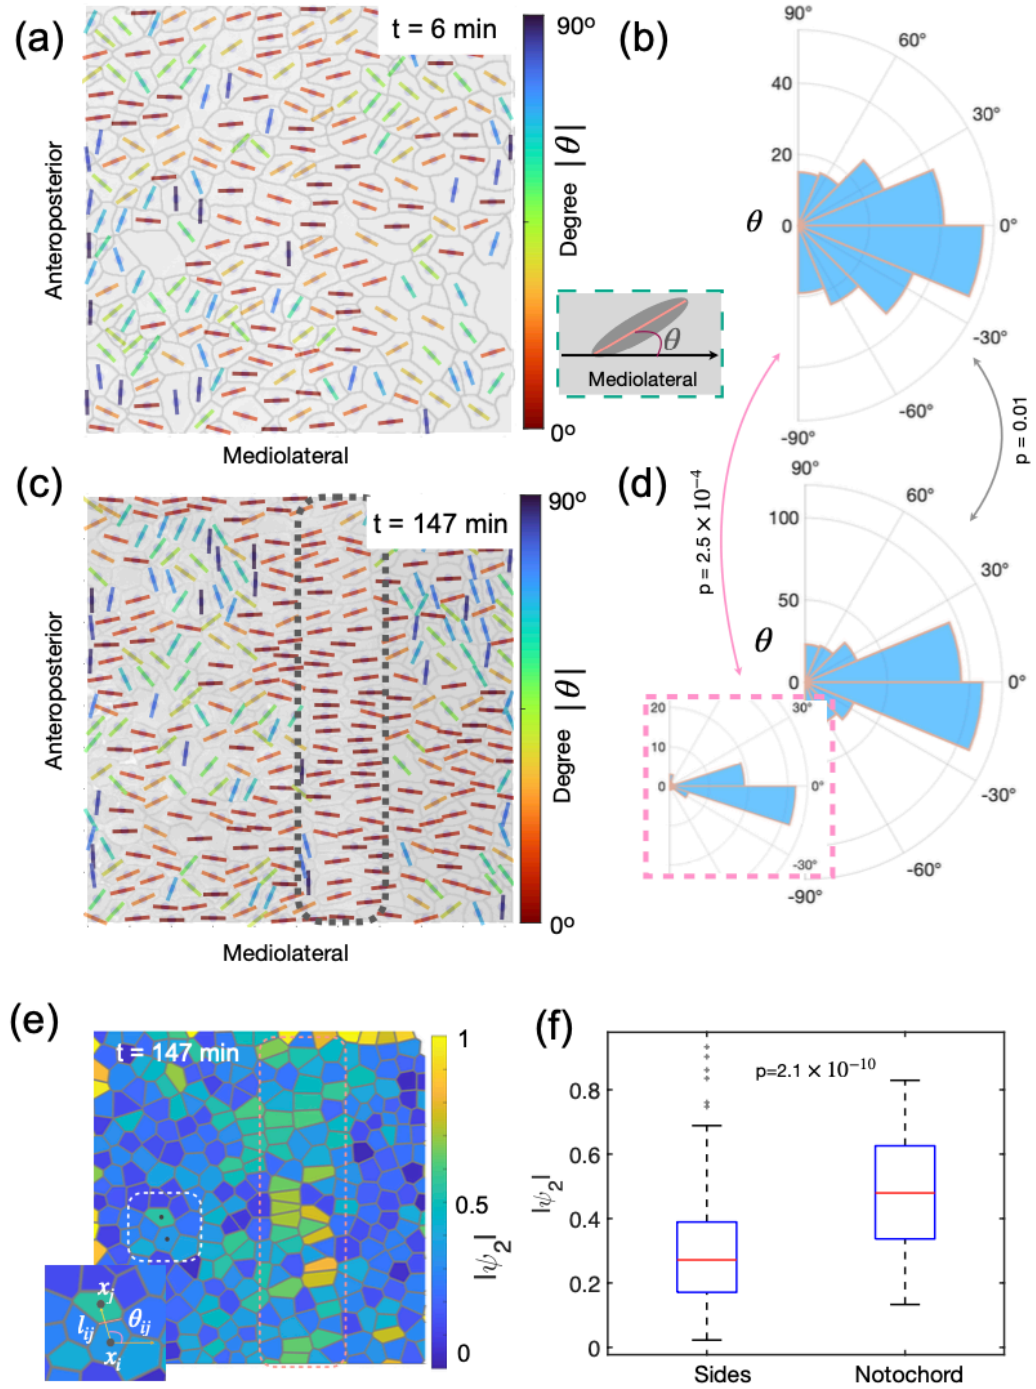 (a)
t = 6 min
90°
Degree |θ|
0°
Anteroposterior
Mediolateral
θ
Mediolateral
(b)
90°
60°
40
30°
20
θ
0
0°
-30°
-60°
-90°
p = 2.5 × 10⁻⁴
p = 0.01
(c)
t = 147 min
90°
Degree |θ|
0°
Anteroposterior
Mediolateral
(d)
90°
60°
100
30°
50
θ
0
0°
-30°
-60°
-90°
20
30°
10
0
0°
-30°
(e)
t = 147 min
1
0.5
|ψ₂|
0
xⱼ
lᵢⱼ
θᵢⱼ
xᵢ
(f)
p=2.1 × 10⁻¹⁰
0.8
0.6
|ψ₂|
0.4
0.2
0
Sides
Notochord